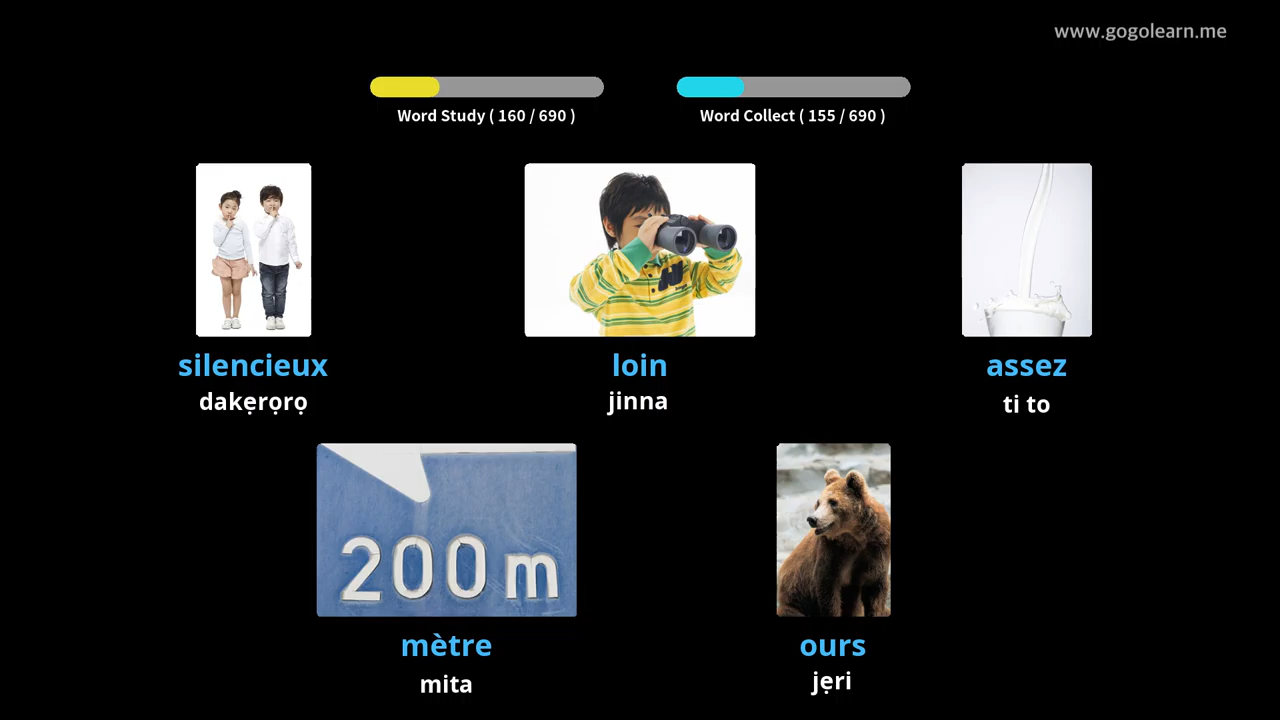 www.gogolearn.me
Word Study ( 160 / 690 )
Word Collect ( 155 / 690 )
silencieux
dakẹrọrọ
loin
jinna
assez
ti to
200 m
mètre
mita
ours
jẹri